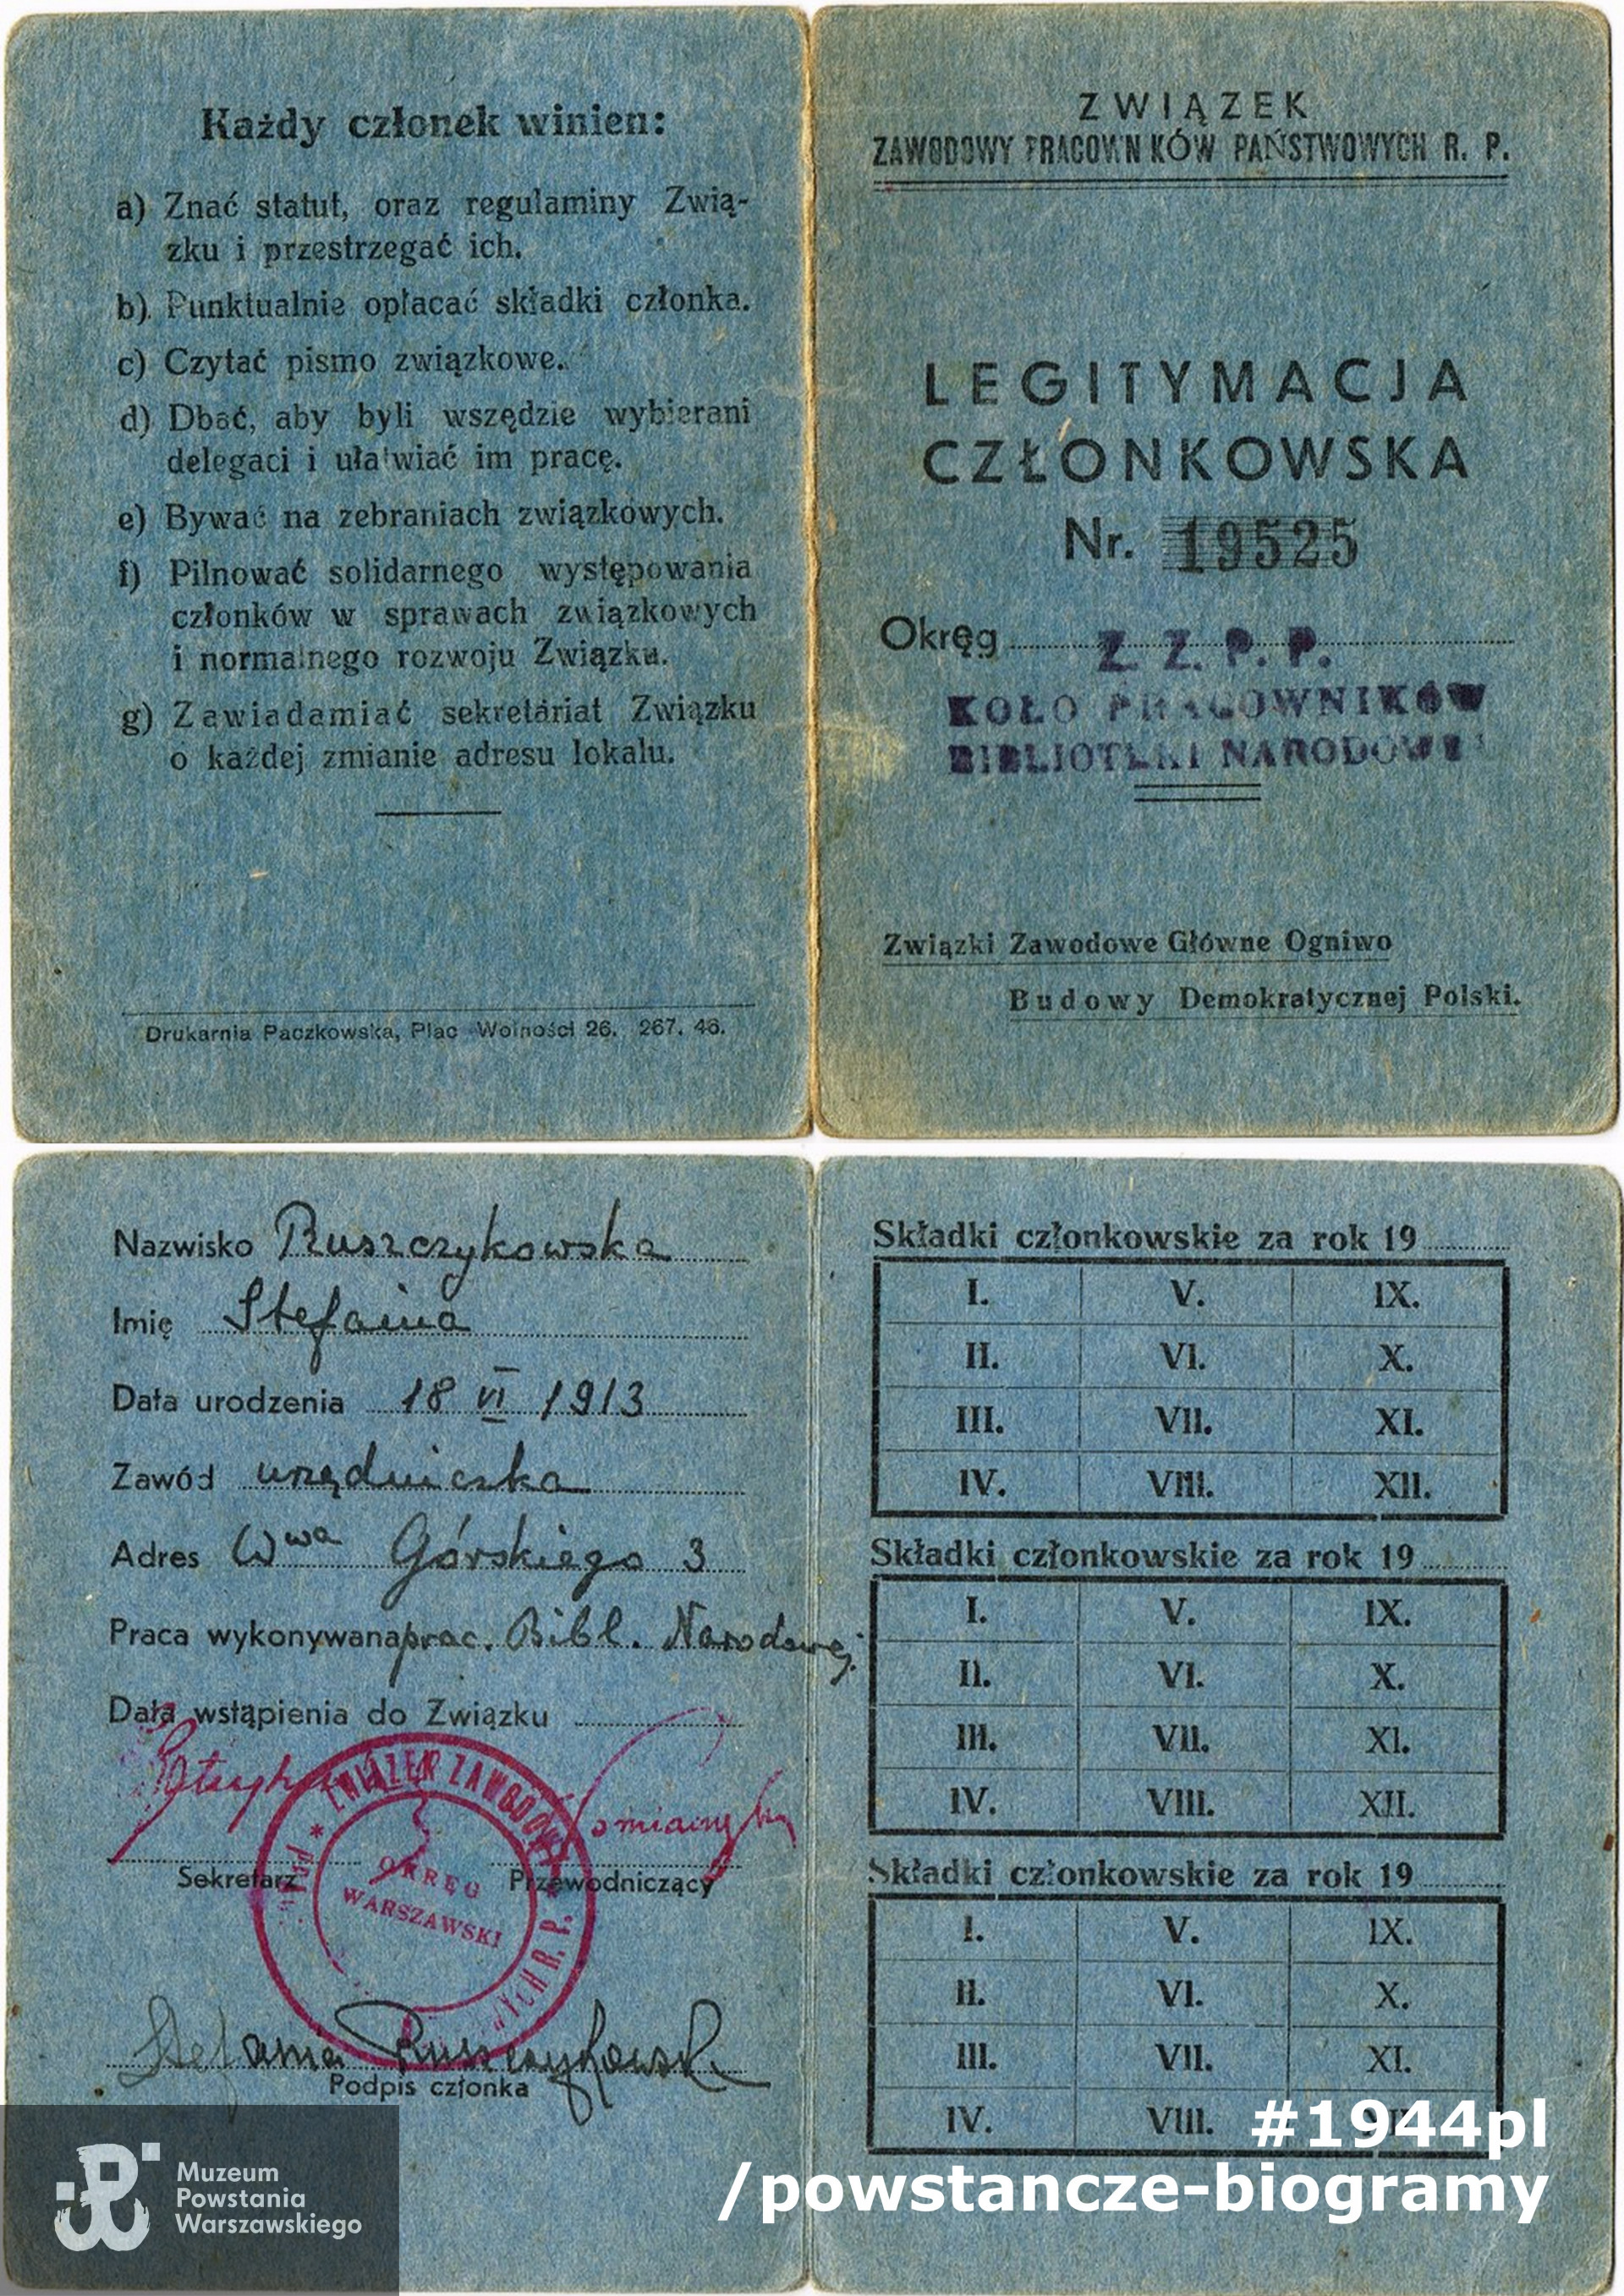 Każdy członek winien:
a) Znać statut, oraz regulaminy Zwią-
zku i przestrzegać ich.
b) Punktualnie opłacać składki członka.
c) Czytać pismo związkowe.
d) Dbać, aby byli wszędzie wybierani
delegaci i ułatwiać im pracę.
e) Bywać na zebraniach związkowych.
f) Pilnować solidarnego występowania
członków w sprawach związkowych
i normalnego rozwoju Związku.
g) Zawiadamiać sekretariat Związku
o każdej zmianie adresu lokalu.
Drukarnia Paczkowska, Plac Wolności 26. 267. 46.
ZWIĄZEK
ZAWODOWY PRACOWNIKÓW PAŃSTWOWYCH R. P.
LEGITYMACJA
CZŁONKOWSKA
Nr. 19525
Okręg Z. Z. P. P.
KOŁO PRACOWNIKÓW
BIBLIOTEKI NARODOWEJ
Związki Zawodowe Główne Ogniwo
Budowy Demokratycznej Polski.
Nazwisko Ruszczykowska
Imię Stefania
Data urodzenia 18 VI 1913
Zawód urzędniczka
Adres Wwa Górskiego 3
Praca wykonywana prac. Bibl. Narodowej
Data wstąpienia do Związku
Sekretarz Przewodniczący
ZWIĄZEK ZAWODOWY
R. P.
OKRĘG
WARSZAWSKI
Stefania Ruszczykowska
Podpis członka
Składki członkowskie za rok 19
I. V. IX.
II. VI. X.
III. VII. XI.
IV. VIII. XII.
Składki członkowskie za rok 19
I. V. IX.
II. VI. X.
III. VII. XI.
IV. VIII. XII.
Składki członkowskie za rok 19
I. V. IX.
II. VI. X.
III. VII. XI.
IV. VIII.
#1944pl
/powstancze-biogramy
Muzeum
Powstania
Warszawskiego